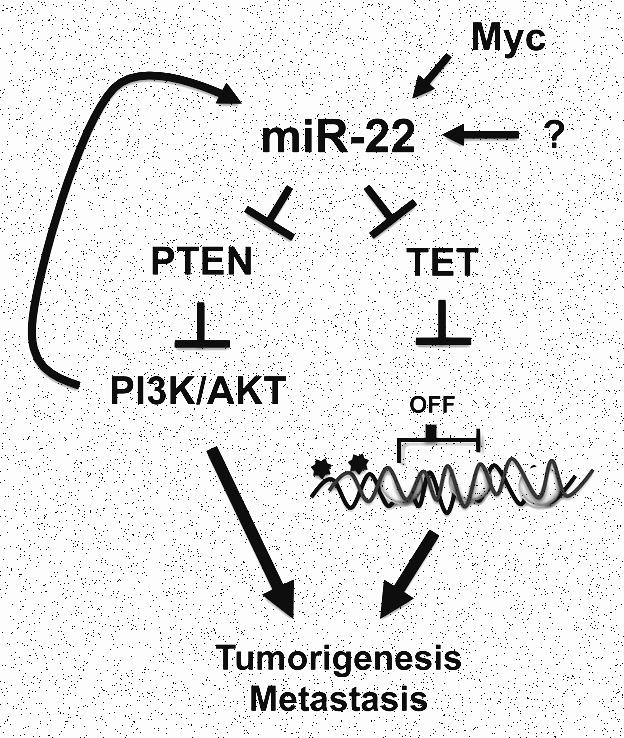 Myc
miR-22
?
PTEN
TET
PI3K/AKT
OFF
Tumorigenesis
Metastasis